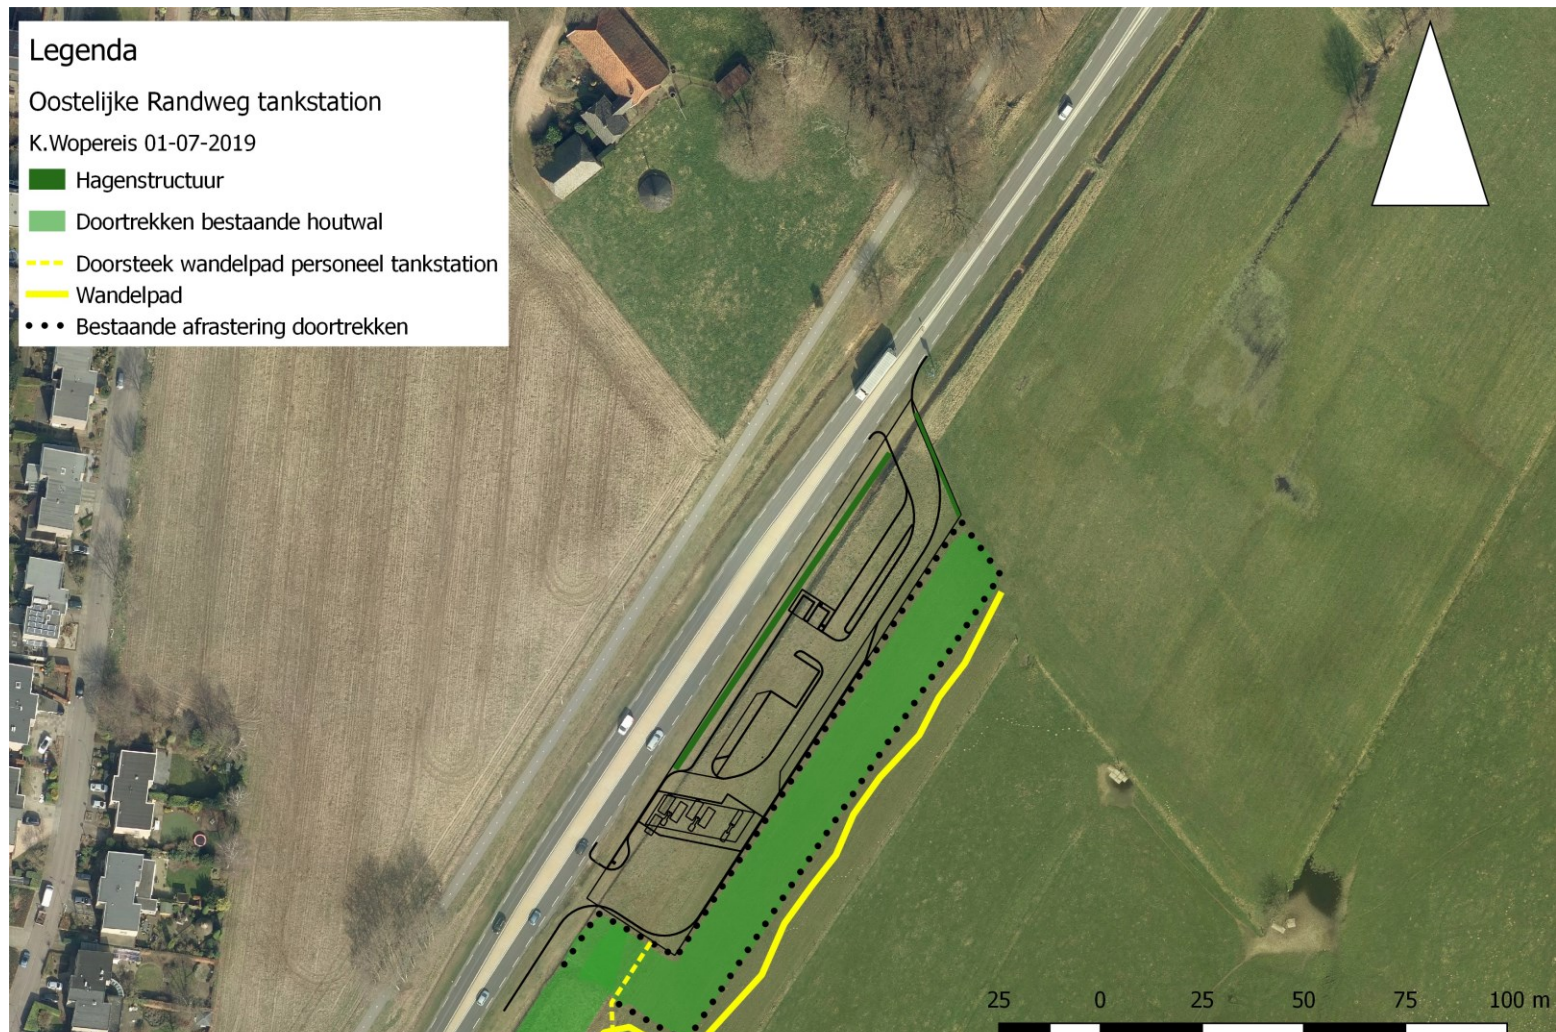 Legenda
Oostelijke Randweg tankstation
K.Wopereis 01-07-2019
Hagenstructuur
Doortrekken bestaande houtwal
Doorsteek wandelpad personeel tankstation
Wandelpad
Bestaande afrastering doortrekken
25 0 25 50 75 100 m